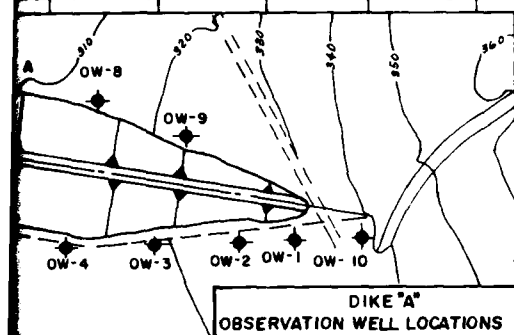 310
320
330
340
350
360
A
OW-8
OW-9
OW-4
OW-3
OW-2
OW-1
OW-10
DIKE "A"
OBSERVATION WELL LOCATIONS